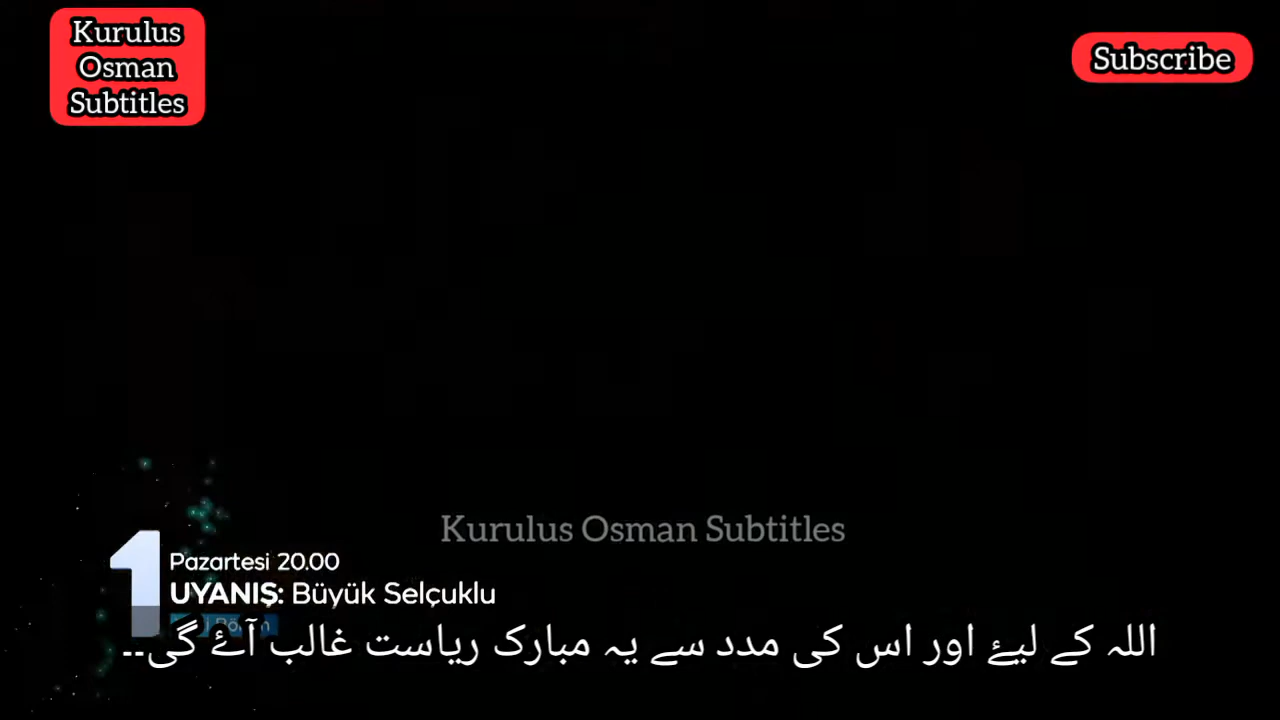 Kurulus
Osman
Subtitles
Subscribe
Kurulus Osman Subtitles
1
Pazartesi 20.00
UYANIŞ: Büyük Selçuklu
اللہ کے لیۓ اور اس کی مدد سے یہ مبارک ریاست غالب آۓ گی۔۔